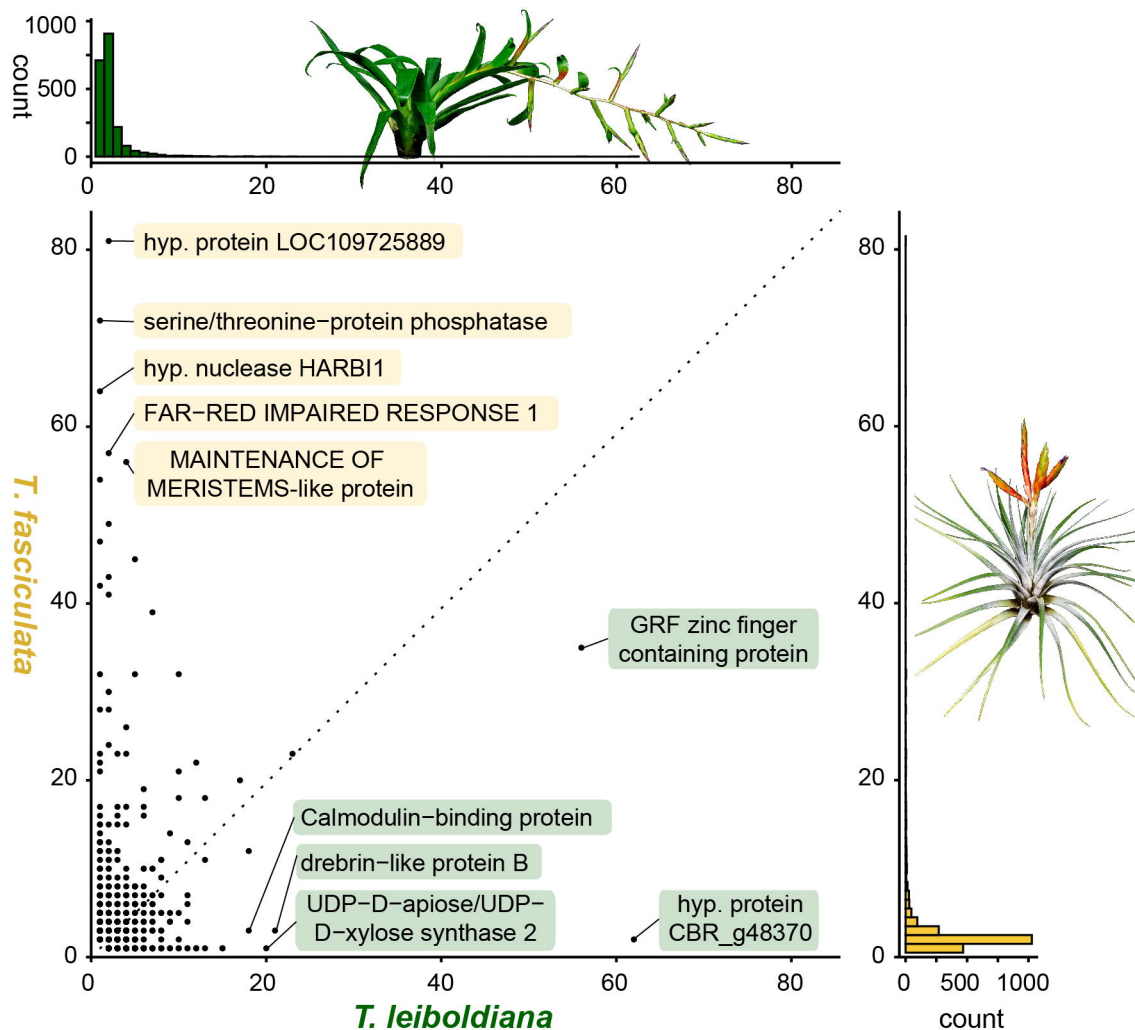 1000
500
0
count
0
20
40
60
80
80
60
40
20
0
T. fasciculata
hyp. protein LOC109725889
serine/threonine−protein phosphatase
hyp. nuclease HARBI1
FAR−RED IMPAIRED RESPONSE 1
MAINTENANCE OF
MERISTEMS-like protein
GRF zinc finger
containing protein
Calmodulin−binding protein
drebrin−like protein B
UDP−D−apiose/UDP−
D−xylose synthase 2
hyp. protein
CBR_g48370
0
20
40
60
80
T. leiboldiana
80
60
40
20
0
0
500
1000
count